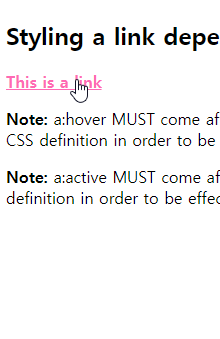 Styling a link depe
This is a link
Note: a:hover MUST come af
CSS definition in order to be
Note: a:active MUST come af
definition in order to be effec